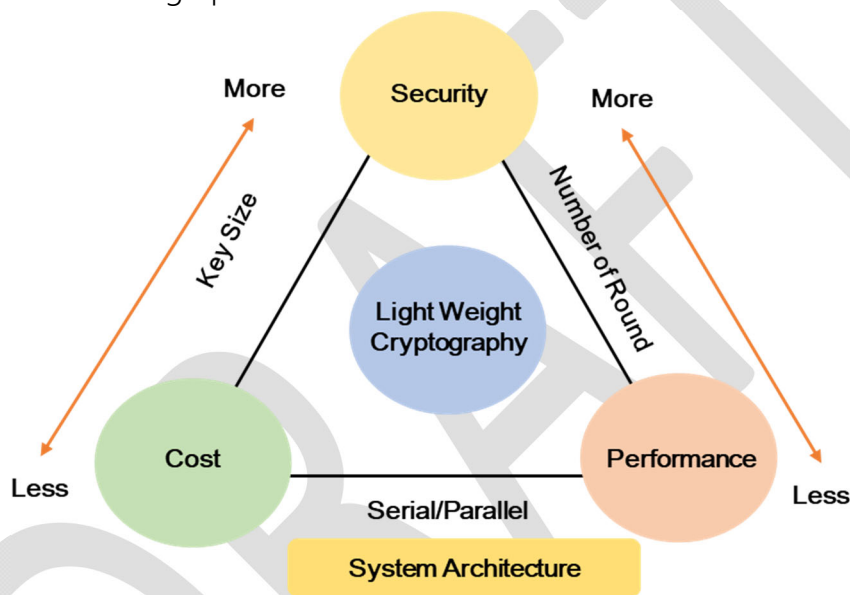 Security
More
More
Key Size
Number of Round
Light Weight
Cryptography
Cost
Performance
Less
Less
Serial/Parallel
System Architecture